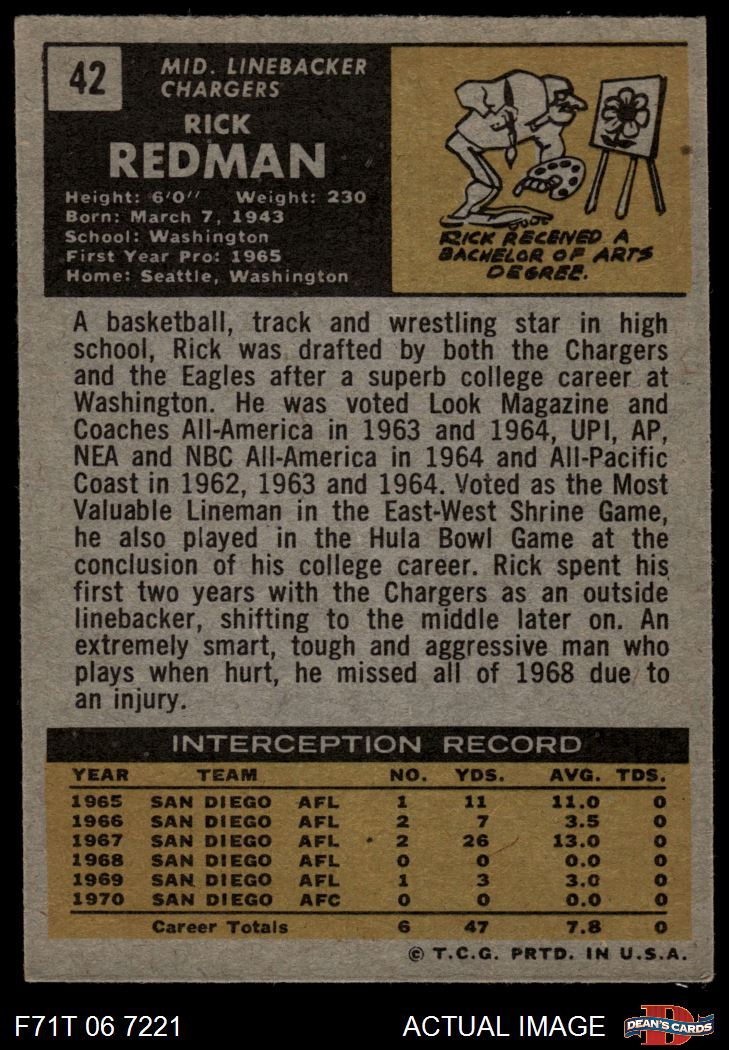 42
MID. LINEBACKER
CHARGERS
RICK
REDMAN
Height: 6'0" Weight: 230
Born: March 7, 1943
School: Washington
First Year Pro: 1965
Home: Seattle, Washington
RICK RECEIVED A
BACHELOR OF ARTS
DEGREE.
A basketball, track and wrestling star in high
school, Rick was drafted by both the Chargers
and the Eagles after a superb college career at
Washington. He was voted Look Magazine and
Coaches All-America in 1963 and 1964, UPI, AP,
NEA and NBC All-America in 1964 and All-Pacific
Coast in 1962, 1963 and 1964. Voted as the Most
Valuable Lineman in the East-West Shrine Game,
he also played in the Hula Bowl Game at the
conclusion of his college career. Rick spent his
first two years with the Chargers as an outside
linebacker, shifting to the middle later on. An
extremely smart, tough and aggressive man who
plays when hurt, he missed all of 1968 due to
an injury.
INTERCEPTION RECORD
YEAR TEAM NO. YDS. AVG. TDS.
1965 SAN DIEGO AFL 1 11 11.0 0
1966 SAN DIEGO AFL 2 7 3.5 0
1967 SAN DIEGO AFL 2 26 13.0 0
1968 SAN DIEGO AFL 0 0 0.0 0
1969 SAN DIEGO AFL 1 3 3.0 0
1970 SAN DIEGO AFC 0 0 0.0 0
Career Totals 6 47 7.8 0
© T.C.G. PRTD. IN U.S.A.
F71T 06 7221 ACTUAL IMAGE D DEAN'S CARDS